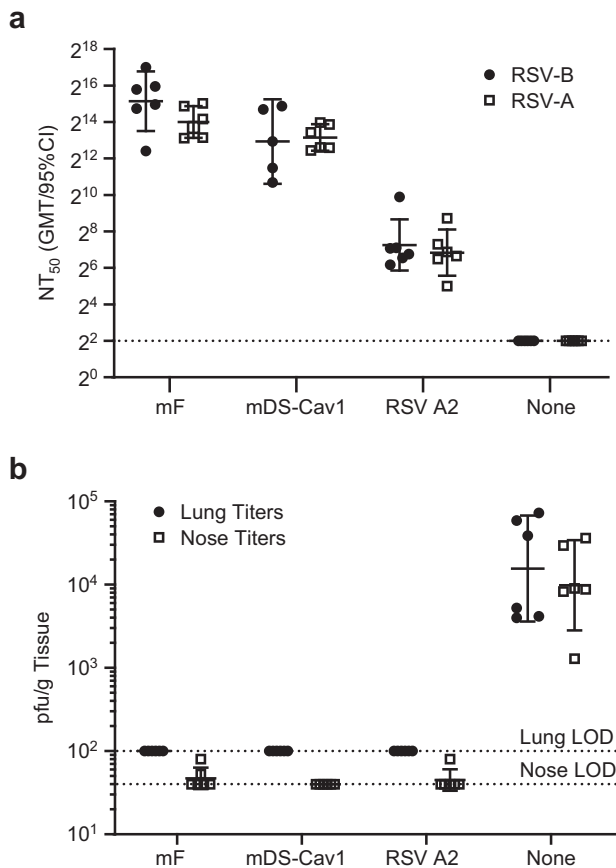 a
2^18
2^16
2^14
2^12
2^10
2^8
2^6
2^4
2^2
2^0
NT50 (GMT/95%CI)
RSV-B
RSV-A
mF mDS-Cav1 RSV A2 None
b
10^5
10^4
10^3
10^2
10^1
pfu/g Tissue
Lung Titers
Nose Titers
Lung LOD
Nose LOD
mF mDS-Cav1 RSV A2 None